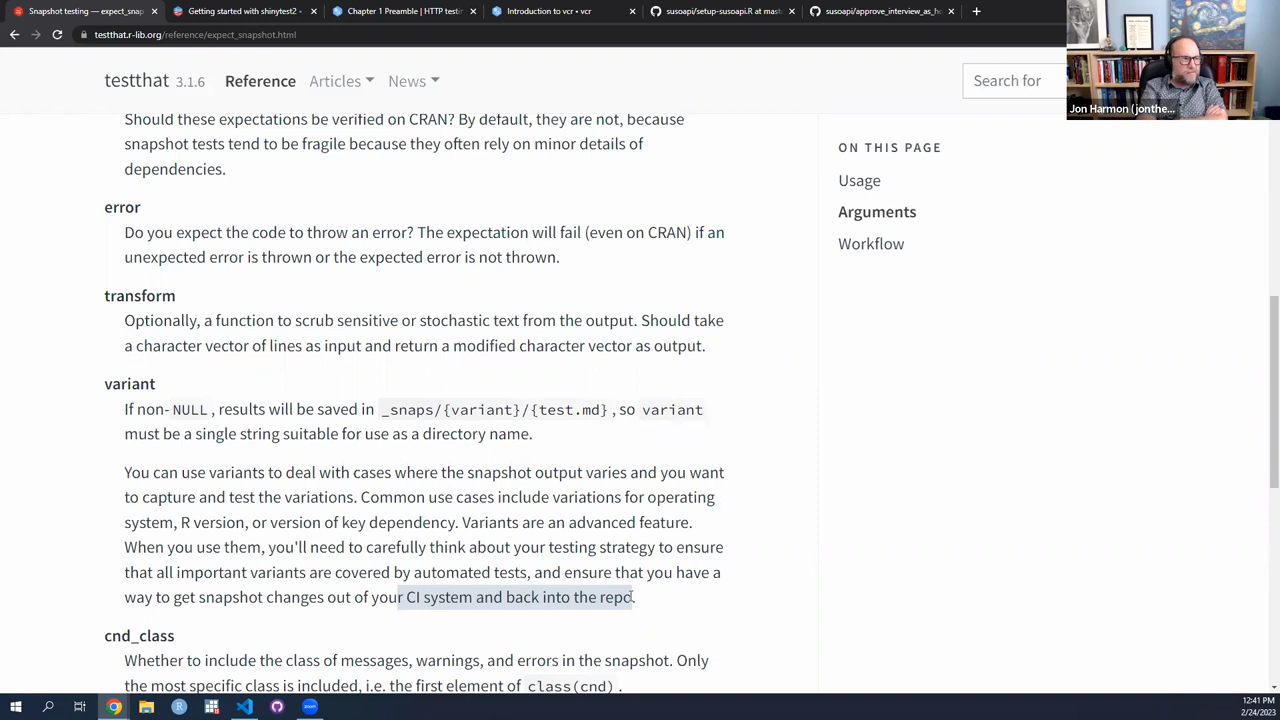 Snapshot testing — expect_snaps
Getting started with shinytest2 •
Chapter 1 Preamble | HTTP test
Introduction to vcr • vcr
susoapi/setup-susoapi.R at mast
susoapi/approve_interview_as_h
testthat.r-lib.org/reference/expect_snapshot.html
testthat 3.1.6 Reference Articles News
Search for
Jon Harmon (jonthe...
Should these expectations be verified on CRAN? By default, they are not, because
snapshot tests tend to be fragile because they often rely on minor details of
dependencies.
error
Do you expect the code to throw an error? The expectation will fail (even on CRAN) if an
unexpected error is thrown or the expected error is not thrown.
transform
Optionally, a function to scrub sensitive or stochastic text from the output. Should take
a character vector of lines as input and return a modified character vector as output.
variant
If non-NULL, results will be saved in _snaps/{variant}/{test.md}, so variant
must be a single string suitable for use as a directory name.
You can use variants to deal with cases where the snapshot output varies and you want
to capture and test the variations. Common use cases include variations for operating
system, R version, or version of key dependency. Variants are an advanced feature.
When you use them, you'll need to carefully think about your testing strategy to ensure
that all important variants are covered by automated tests, and ensure that you have a
way to get snapshot changes out of your CI system and back into the repo.
cnd_class
Whether to include the class of messages, warnings, and errors in the snapshot. Only
the most specific class is included, i.e. the first element of class(cnd).
ON THIS PAGE
Usage
Arguments
Workflow
12:41 PM
2/24/2023